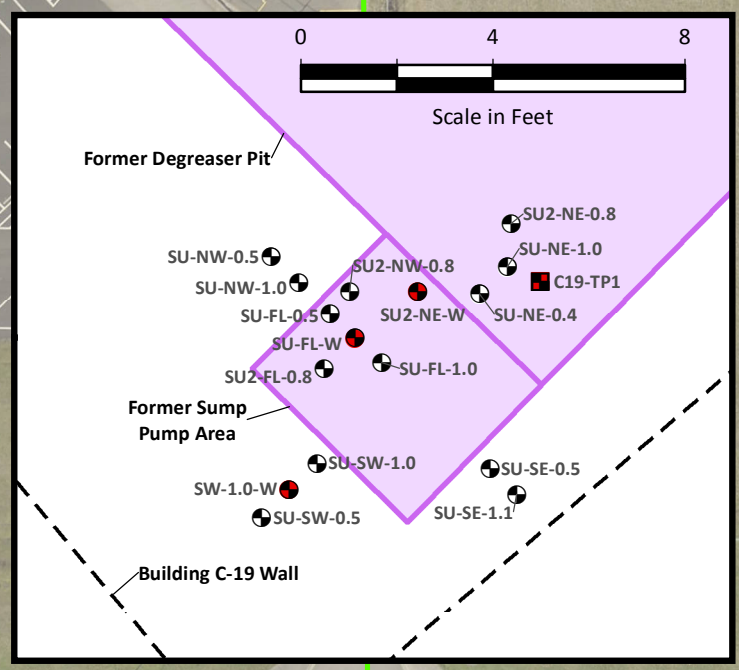 0 4 8
Scale in Feet
Former Degreaser Pit
SU2-NE-0.8
SU-NW-0.5
SU-NE-1.0
SU2-NW-0.8
SU-NW-1.0
C19-TP1
SU-FL-0.5
SU2-NE-W
SU-NE-0.4
SU-FL-W
SU-FL-1.0
SU2-FL-0.8
Former Sump
Pump Area
SU-SW-1.0
SU-SE-0.5
SW-1.0-W
SU-SE-1.1
SU-SW-0.5
Building C-19 Wall